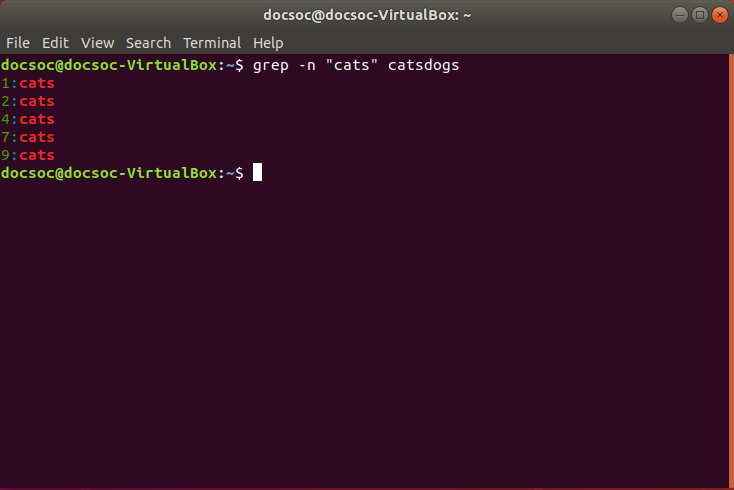 docsoc@docsoc-VirtualBox: ~
File Edit View Search Terminal Help
docsoc@docsoc-VirtualBox:~$ grep -n "cats" catsdogs
1:cats
2:cats
4:cats
7:cats
9:cats
docsoc@docsoc-VirtualBox:~$